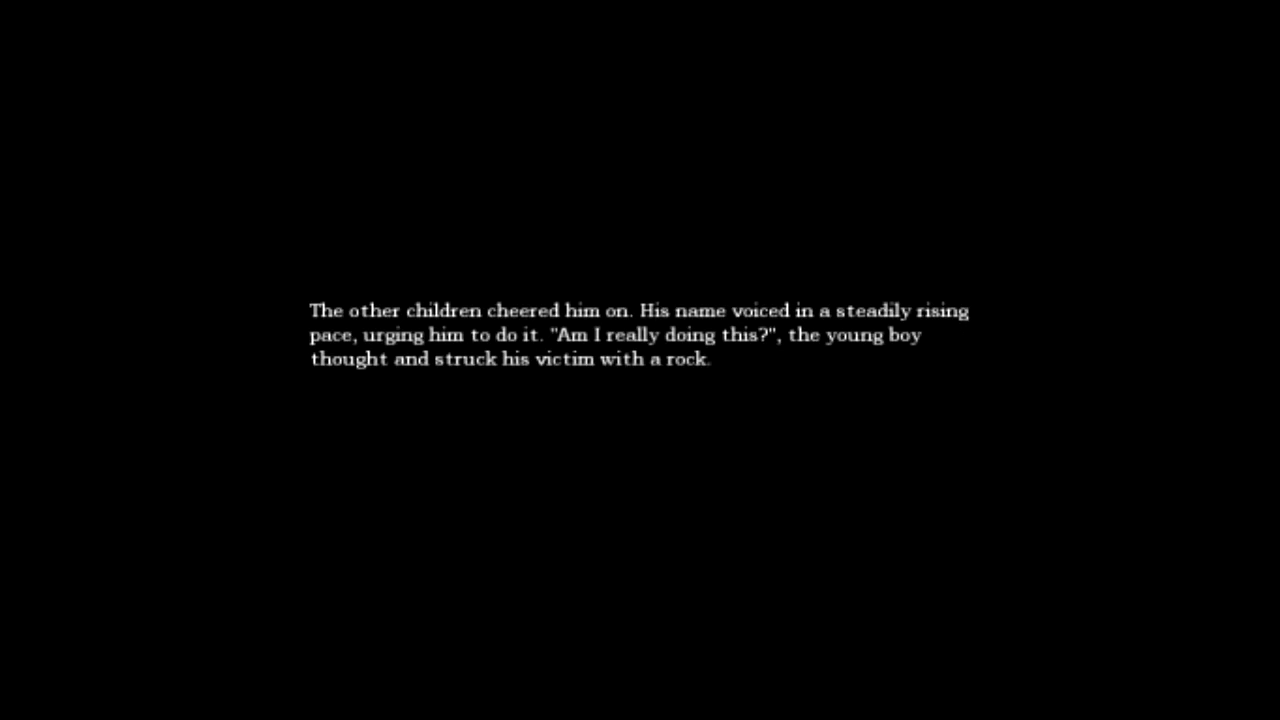 The other children cheered him on. His name voiced in a steadily rising
pace, urging him to do it. "Am I really doing this?", the young boy
thought and struck his victim with a rock.